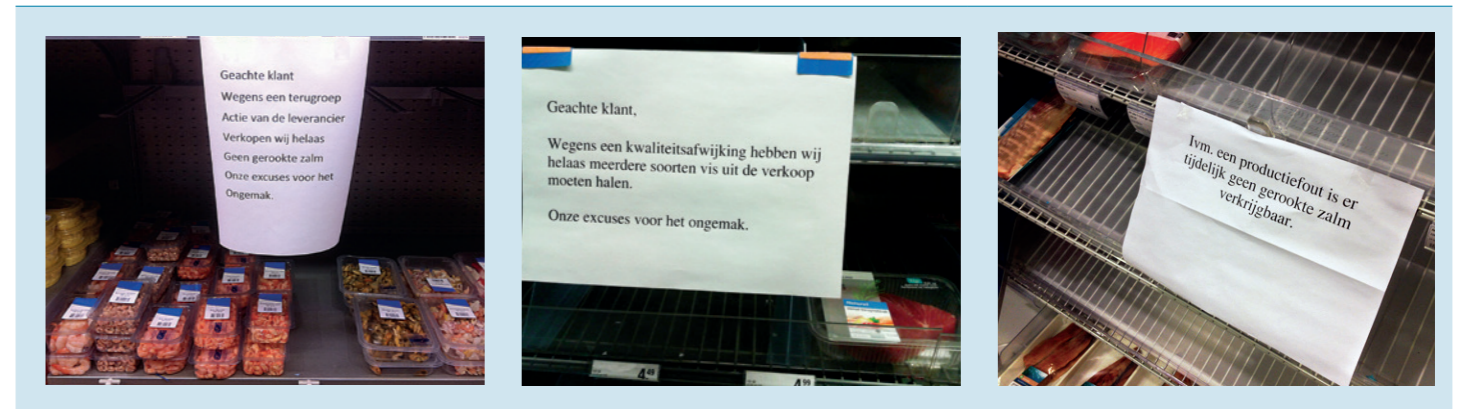 Geachte klant
Wegens een terugroep
Actie van de leverancier
Verkopen wij helaas
Geen gerookte zalm
Onze excuses voor het
Ongemak.
Geachte klant,
Wegens een kwaliteitsafwijking hebben wij
helaas meerdere soorten vis uit de verkoop
moeten halen.
Onze excuses voor het ongemak.
4.49
4.99
Ivm. een productiefout is er
tijdelijk geen gerookte zalm
verkrijgbaar.